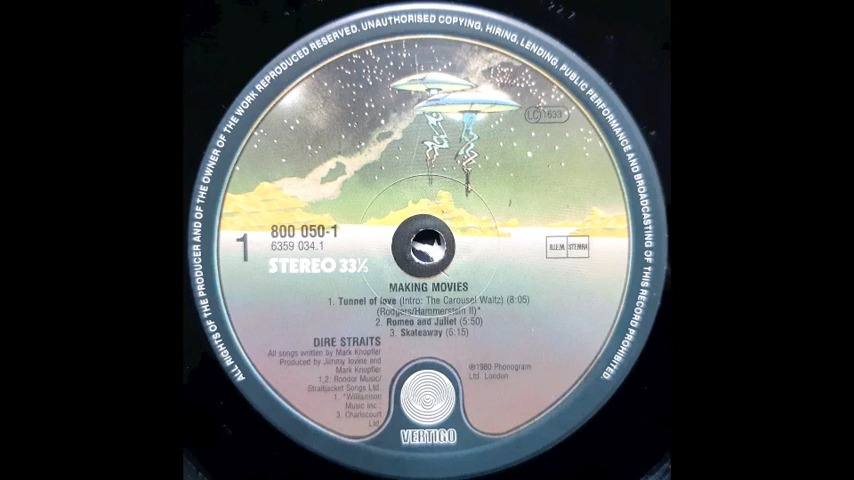 ALL RIGHTS OF THE PRODUCER AND OF THE OWNER OF THE WORK REPRODUCED RESERVED. UNAUTHORISED COPYING, HIRING, LENDING, PUBLIC PERFORMANCE AND BROADCASTING OF THIS RECORD PROHIBITED.
LC 1633
1
800 050-1
6359 034.1
STEREO 33⅓
B.I.E.M. STEMRA
MAKING MOVIES
1. Tunnel of love (Intro: The Carousel Waltz) (8:05)
(Rodgers/Hammerstein II)*
2. Romeo and Juliet (5:50)
3. Skateaway (6:15)
DIRE STRAITS
All songs written by Mark Knopfler
Produced by Jimmy Iovine and
Mark Knopfler
1,2: Rondor Music/
Straitjacket Songs Ltd.
1. *Williamson
Music Inc.
3. Chariscourt
Ltd.
℗1980 Phonogram
Ltd. London
VERTIGO